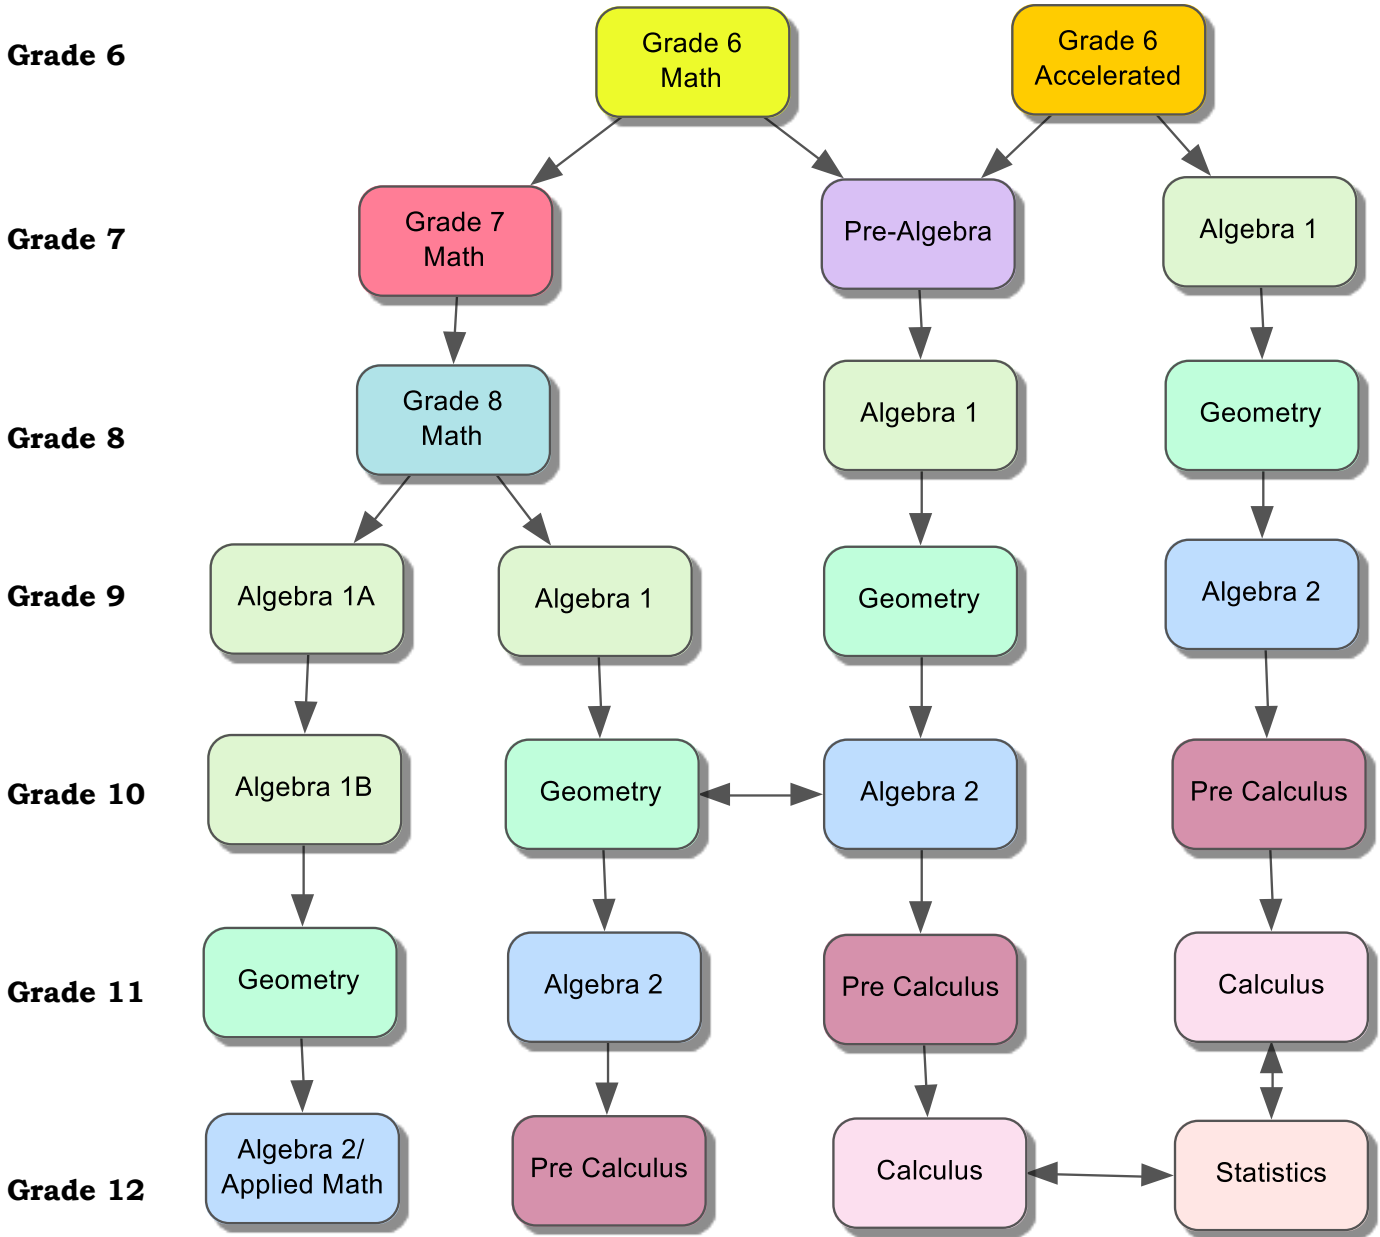 Grade 6
Grade 6
Math
Grade 6
Accelerated
Grade 7
Grade 7
Math
Pre-Algebra
Algebra 1
Grade 8
Grade 8
Math
Algebra 1
Geometry
Grade 9
Algebra 1A
Algebra 1
Geometry
Algebra 2
Grade 10
Algebra 1B
Geometry
Algebra 2
Pre Calculus
Grade 11
Geometry
Algebra 2
Pre Calculus
Calculus
Grade 12
Algebra 2/
Applied Math
Pre Calculus
Calculus
Statistics